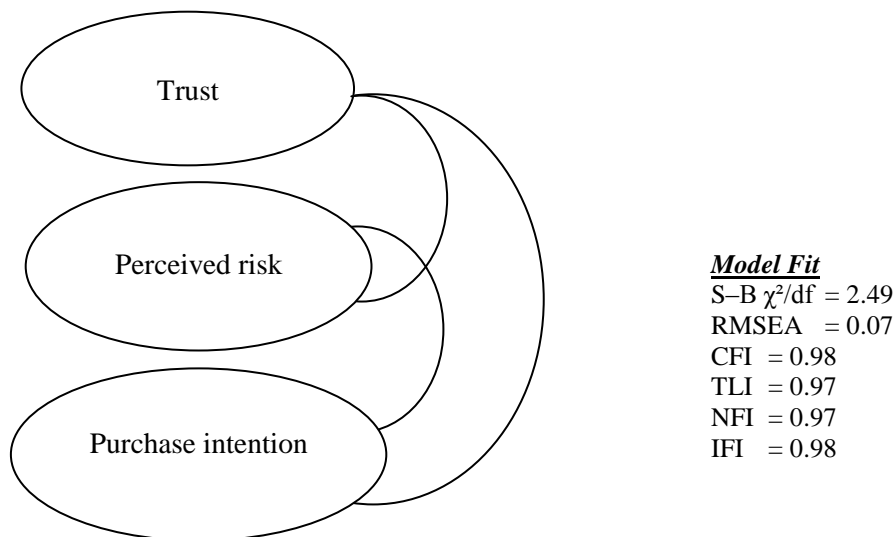 Trust
Perceived risk
Purchase intention
Model Fit
S–B χ²/df = 2.49
RMSEA = 0.07
CFI = 0.98
TLI = 0.97
NFI = 0.97
IFI = 0.98